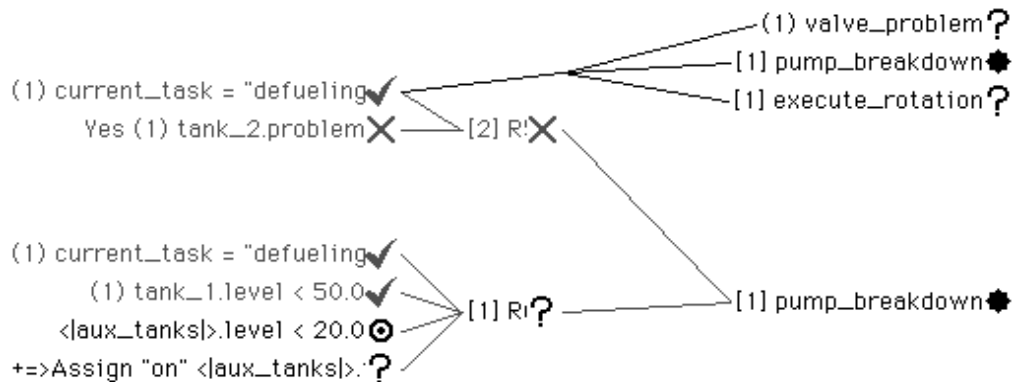 (1) valve_problem?
[1] pump_breakdown
(1) current_task = "defueling
[1] execute_rotation?
Yes (1) tank_2.problem
[2] R!
(1) current_task = "defueling
(1) tank_1.level < 50.0
[1] R?
[1] pump_breakdown
<|aux_tanks|>.level < 20.0
+=>Assign "on" <|aux_tanks|>.?